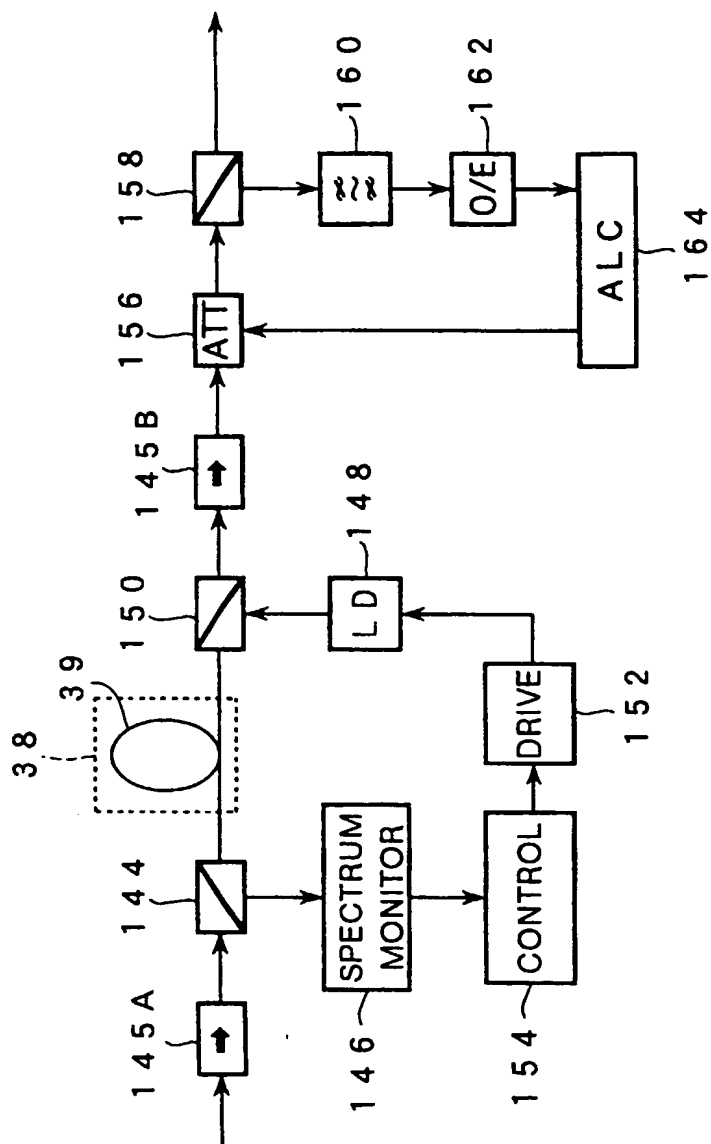 38
39
145A
144
150
145B
156
158
ATT
SPECTRUM
MONITOR
146
LD
148
160
O/E
162
CONTROL
154
DRIVE
152
ALC
164